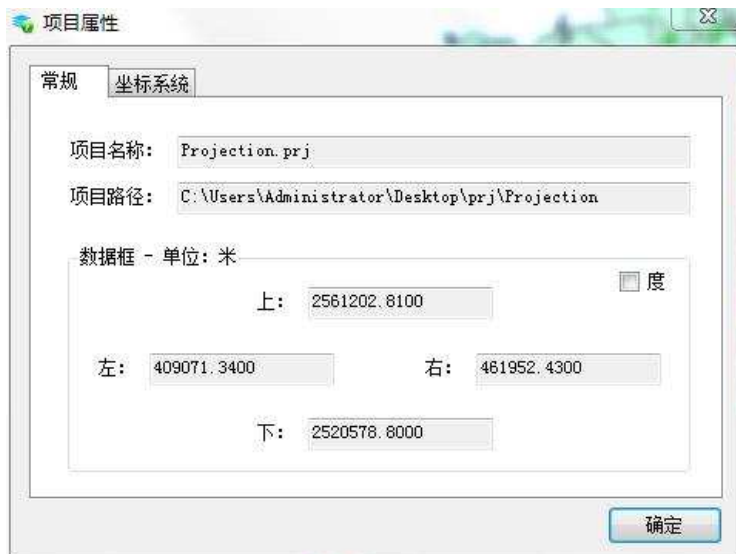 项目属性
常规 坐标系统
项目名称: Projection.prj
项目路径: C:\Users\Administrator\Desktop\prj\Projection
数据框 - 单位: 米
度
上: 2561202.8100
左: 409071.3400 右: 461952.4300
下: 2520578.8000
确定